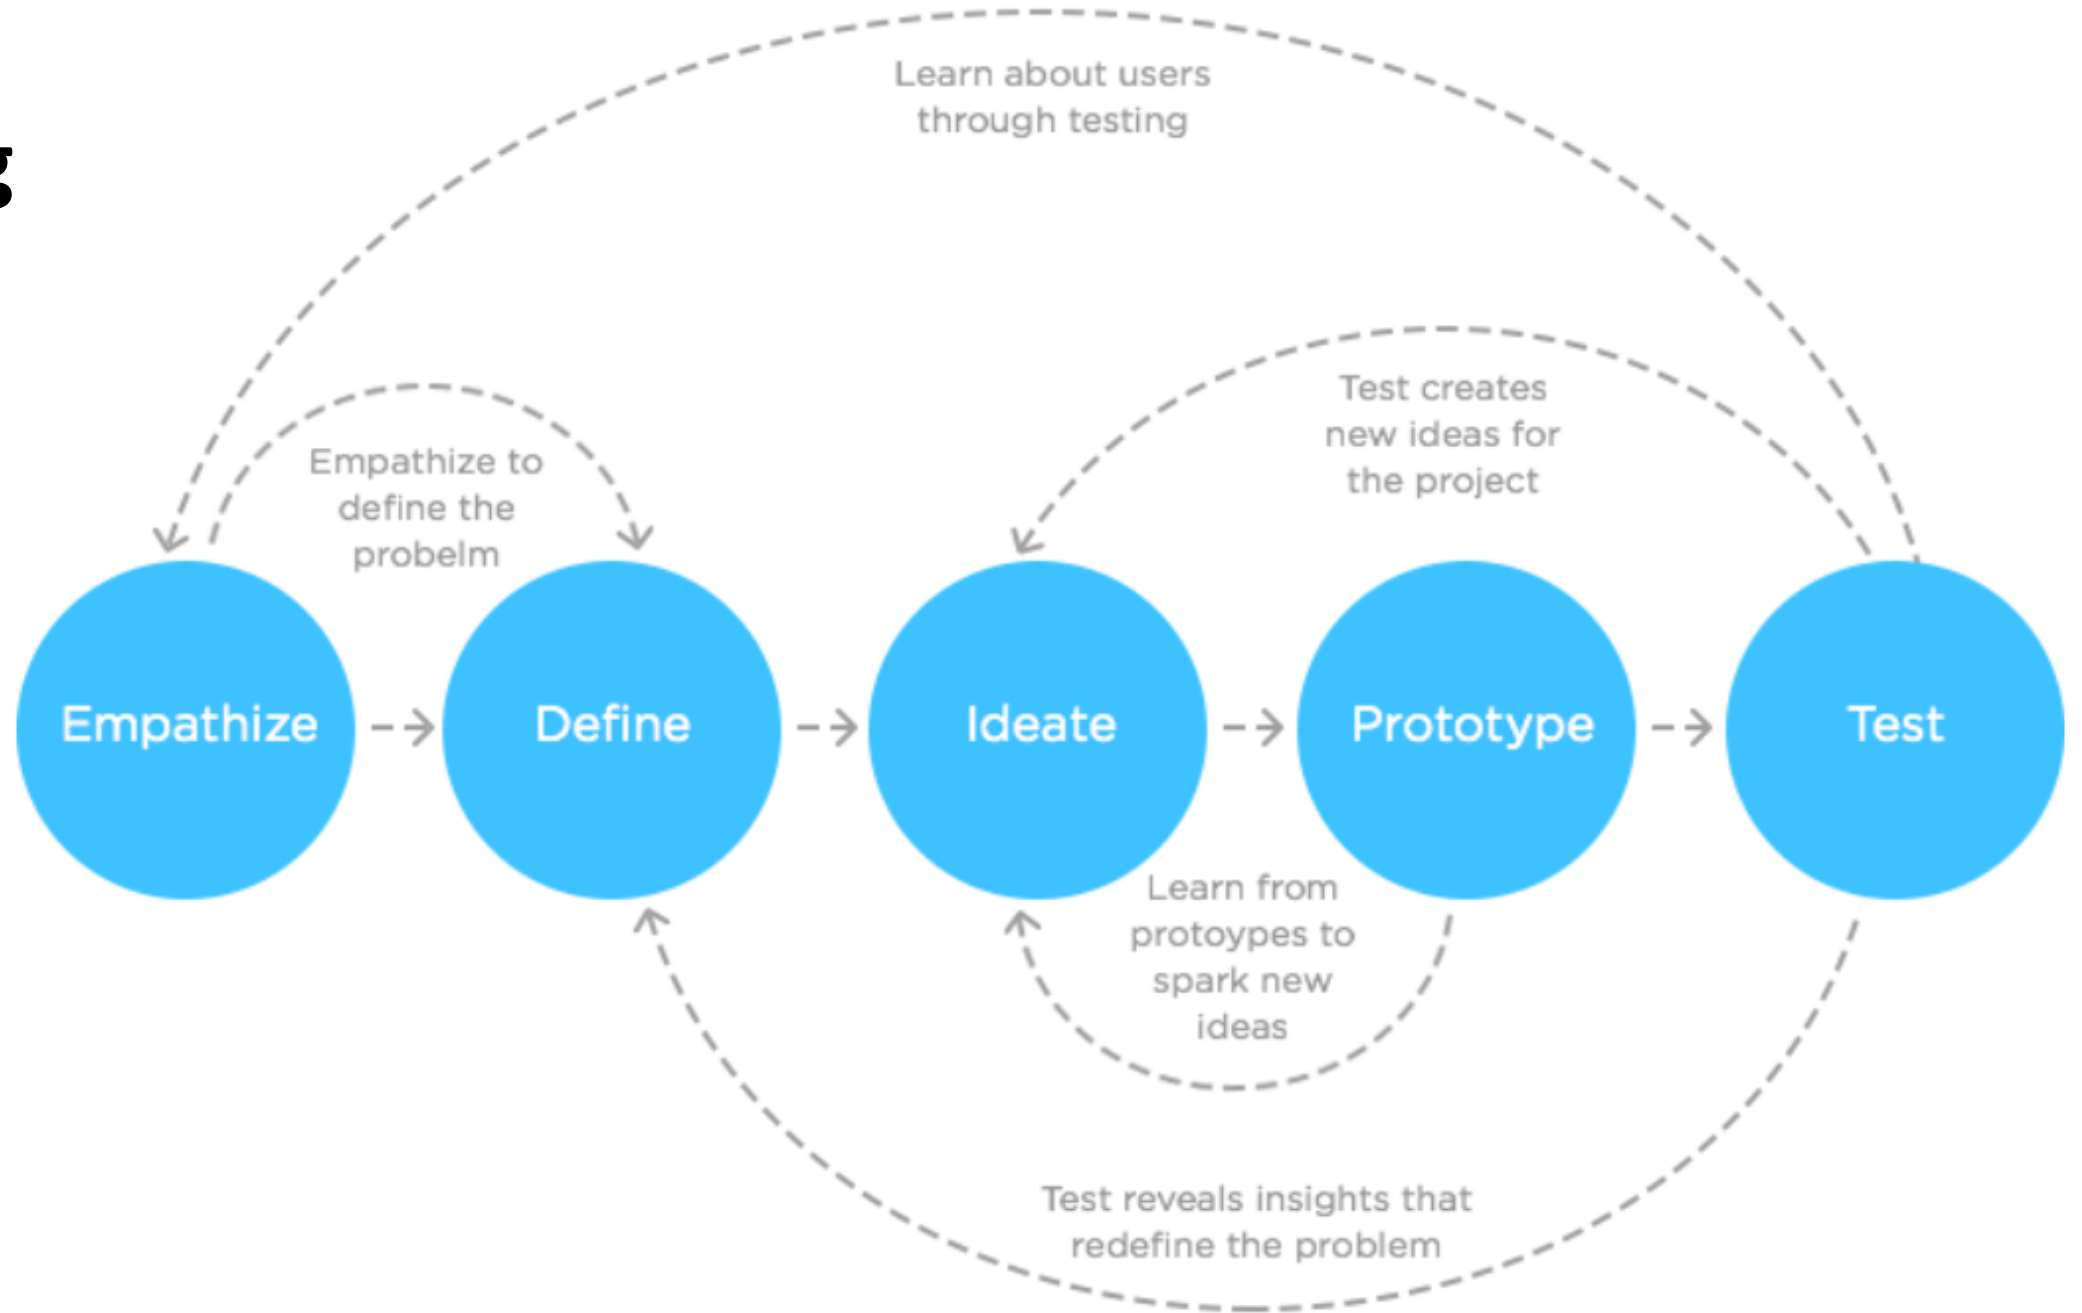 g
Learn about users
through testing
Test creates
new ideas for
the project
Empathize to
define the
probelm
Empathize
Define
Ideate
Prototype
Test
Learn from
protoypes to
spark new
ideas
Test reveals insights that
redefine the problem